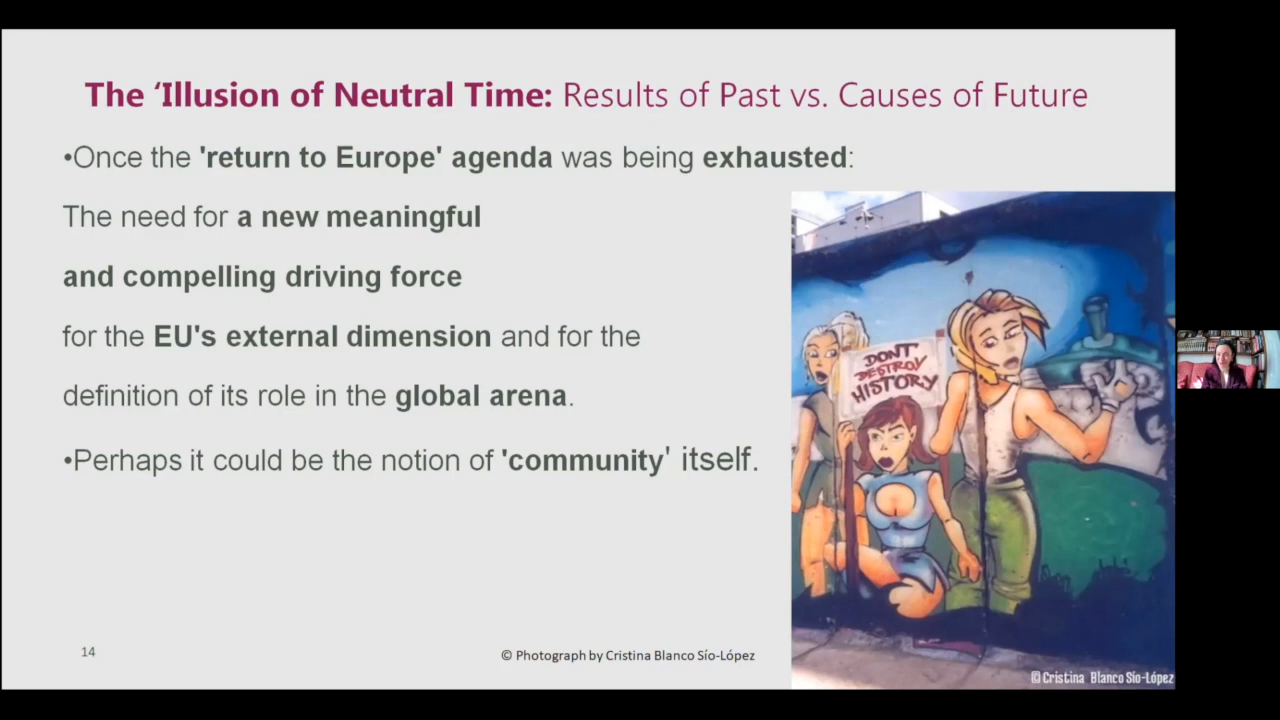 The ‘Illusion of Neutral Time: Results of Past vs. Causes of Future
•Once the 'return to Europe' agenda was being exhausted:
The need for a new meaningful
and compelling driving force
for the EU's external dimension and for the
definition of its role in the global arena.
•Perhaps it could be the notion of 'community' itself.
DONT
DESTROY
HISTORY
14
© Photograph by Cristina Blanco Sío-López
© Cristina Blanco Sío-López